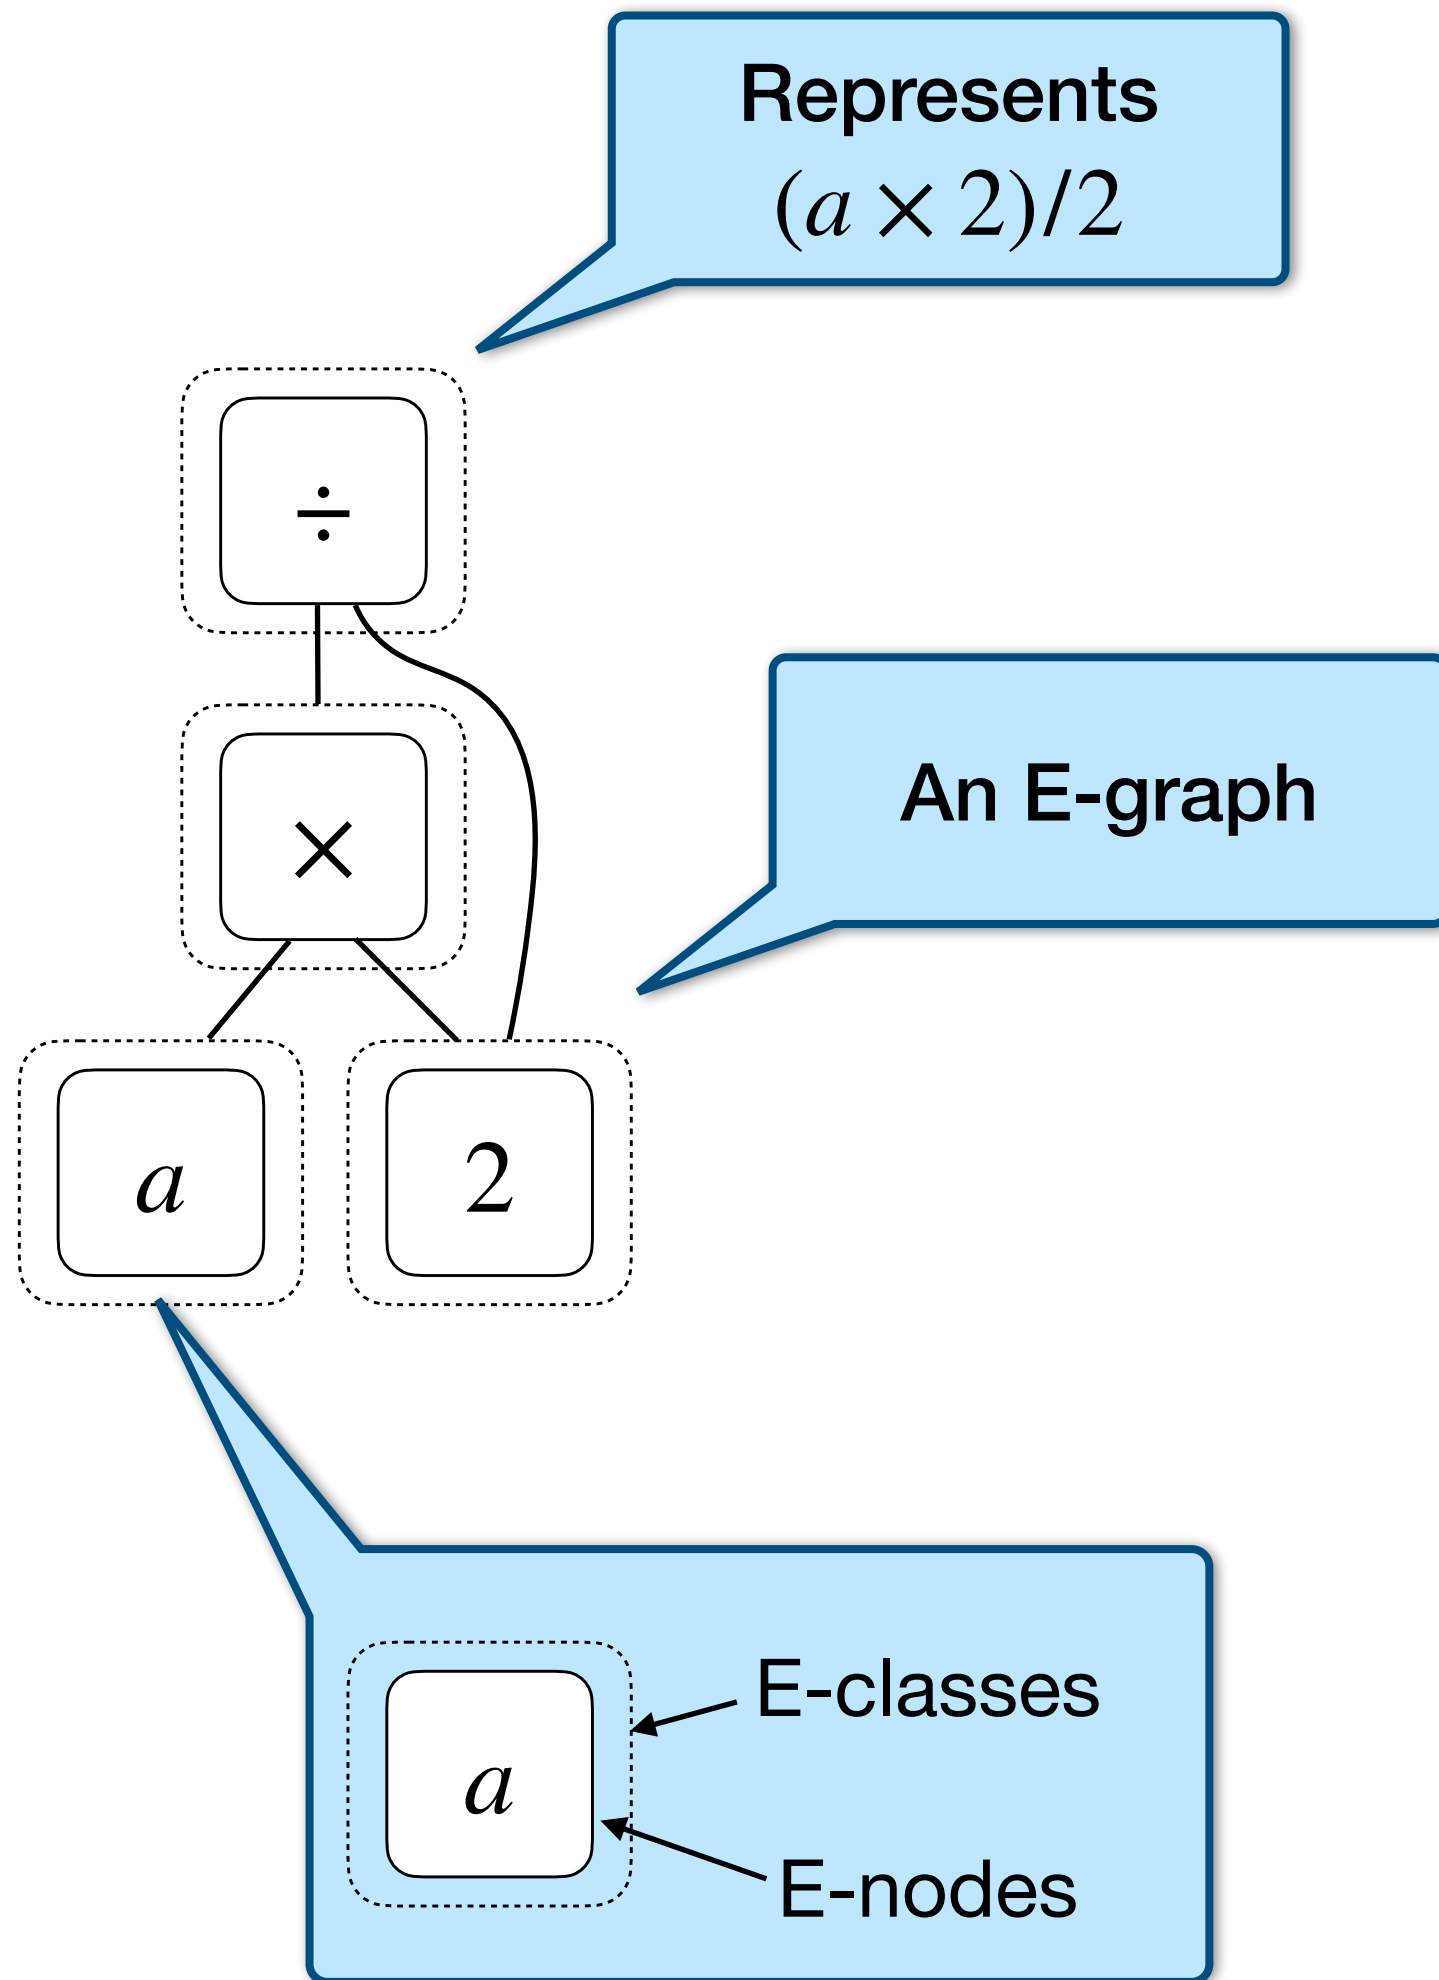 Represents
(a × 2)/2
÷
×
An E-graph
a
2
E-classes
a
E-nodes